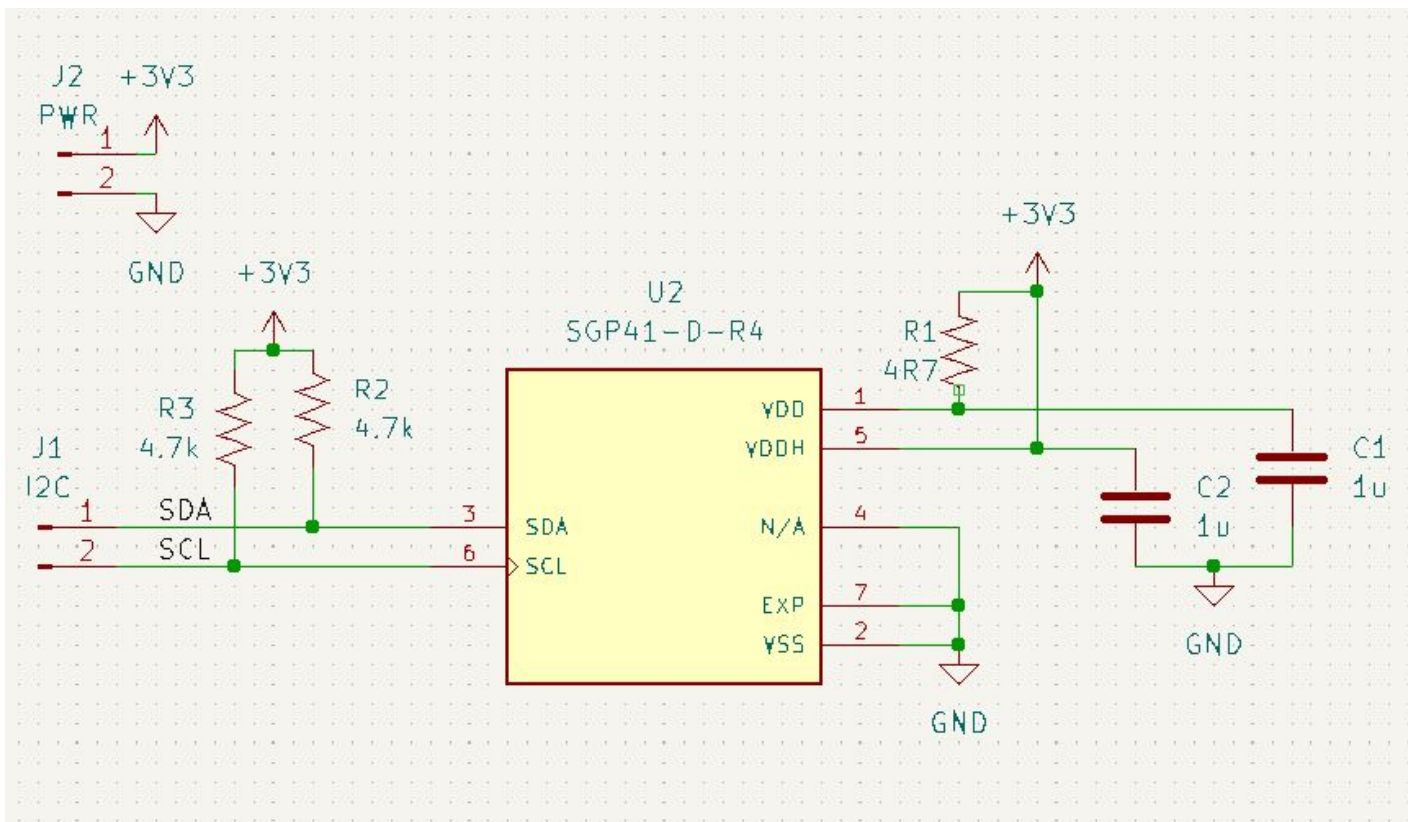 J2 +3V3
PWR
1
2
GND
+3V3
+3V3
U2
SGP41-D-R4
R1
4R7
R3
4.7k
R2
4.7k
J1
I2C
1 SDA
2 SCL
3 SDA
6 SCL
VDD 1
VDDH 5
N/A 4
EXP 7
VSS 2
C1
1u
C2
1u
GND
GND